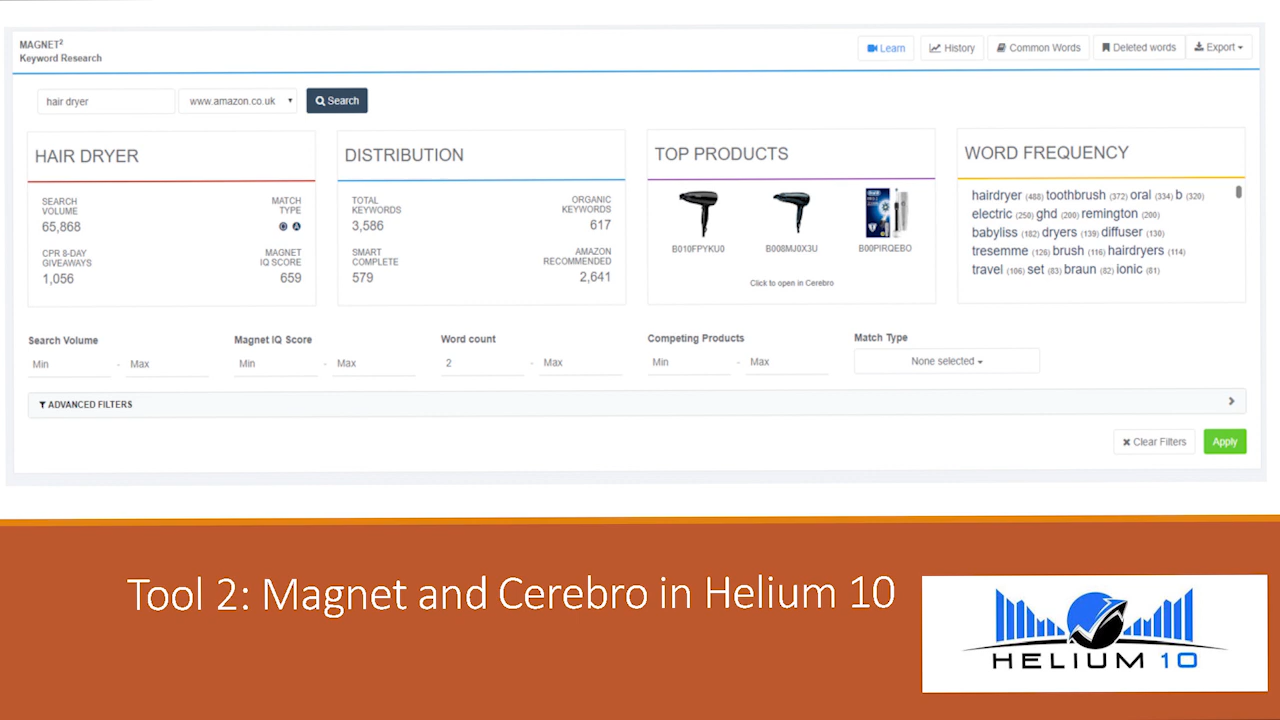 MAGNET²
Keyword Research
Learn
History
Common Words
Deleted words
Export
hair dryer
www.amazon.co.uk
Search
HAIR DRYER
SEARCH VOLUME
65,868
MATCH TYPE
CPR 8-DAY GIVEAWAYS
1,056
MAGNET IQ SCORE
659
DISTRIBUTION
TOTAL KEYWORDS
3,586
ORGANIC KEYWORDS
617
SMART COMPLETE
579
AMAZON RECOMMENDED
2,641
TOP PRODUCTS
B010FPYKU0
B008MJ0X3U
B00PIRQEBO
Click to open in Cerebro
WORD FREQUENCY
hairdryer (488) toothbrush (372) oral (334) b (320)
electric (250) ghd (200) remington (200)
babyliss (182) dryers (139) diffuser (130)
tresemme (126) brush (116) hairdryers (114)
travel (106) set (83) braun (82) ionic (81)
Search Volume
Min - Max
Magnet IQ Score
Min - Max
Word count
2 - Max
Competing Products
Min - Max
Match Type
None selected
ADVANCED FILTERS
Clear Filters
Apply
Tool 2: Magnet and Cerebro in Helium 10
HELIUM 10